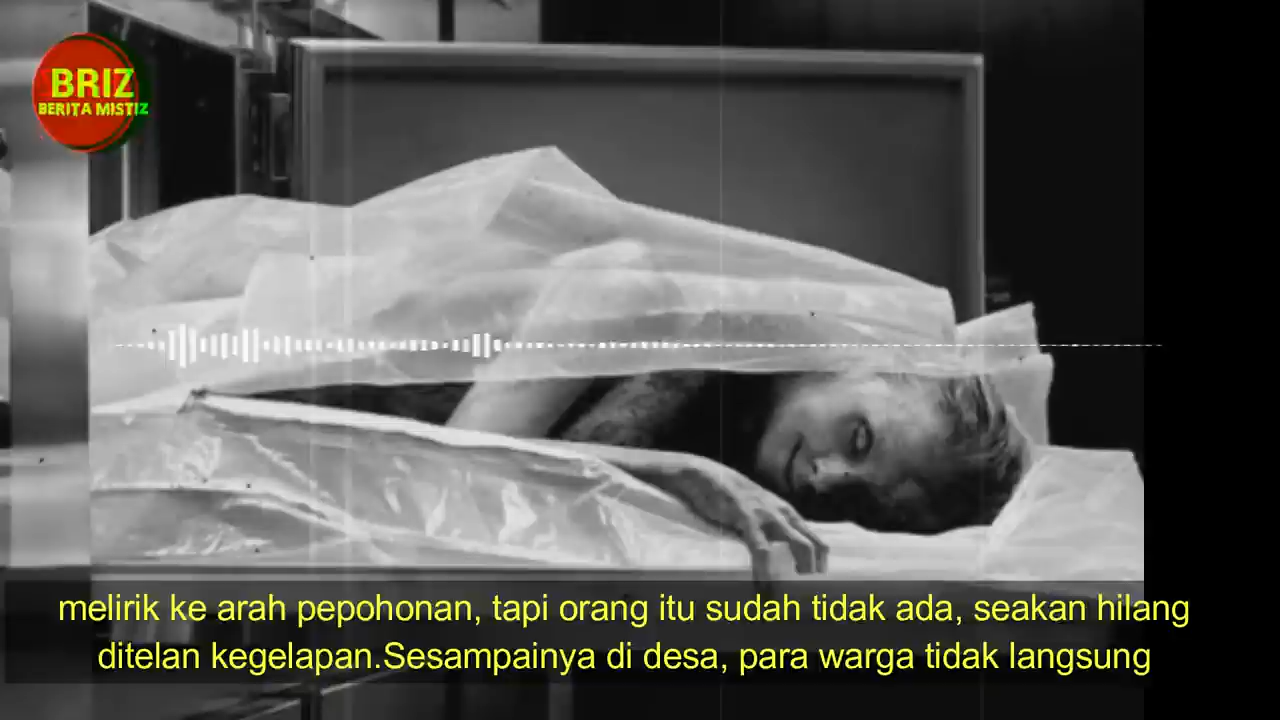 BRIZ
BERITA MISTIZ
melirik ke arah pepohonan, tapi orang itu sudah tidak ada, seakan hilang
ditelan kegelapan.Sesampainya di desa, para warga tidak langsung